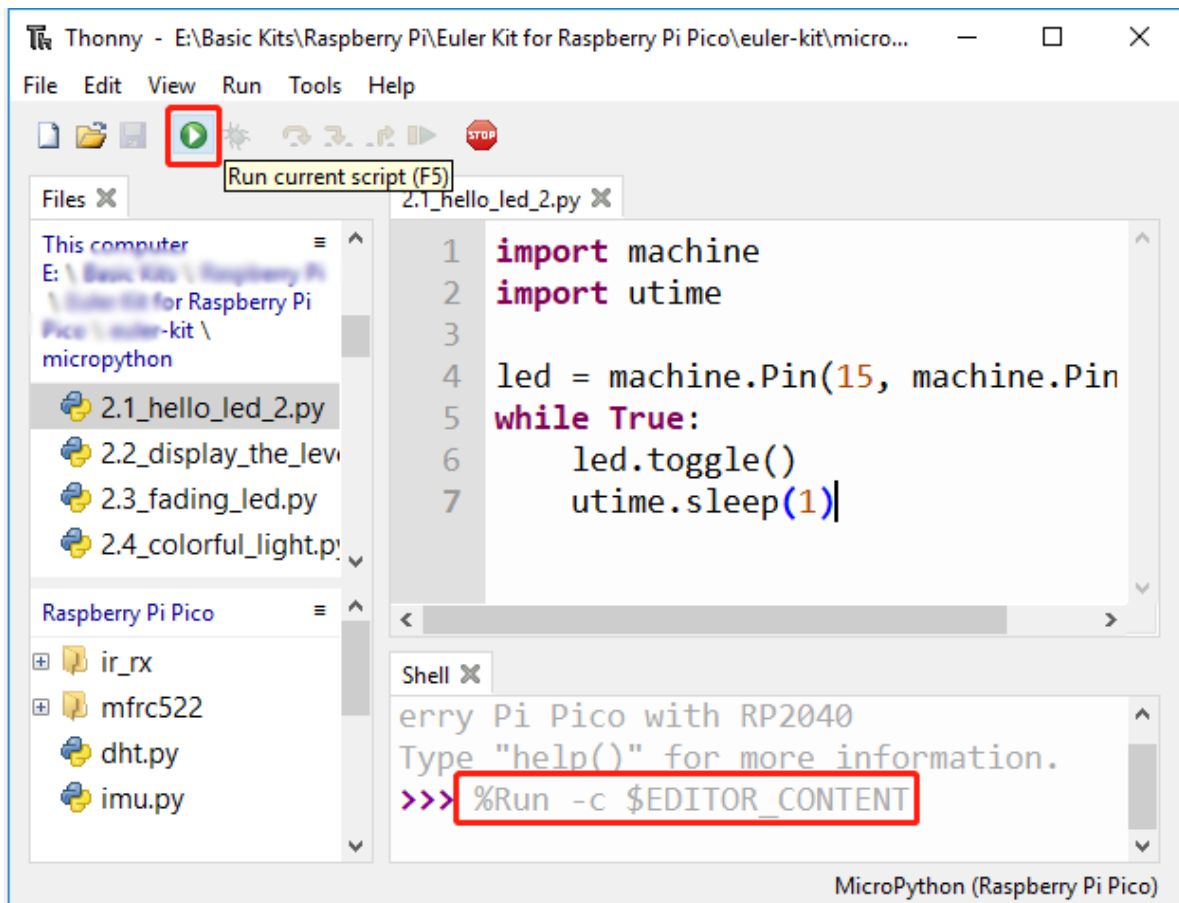 Thonny - E:\Basic Kits\Raspberry Pi\Euler Kit for Raspberry Pi Pico\euler-kit\micro...
File Edit View Run Tools Help
STOP
Run current script (F5)
Files
This computer
E: \
for Raspberry Pi
-kit \
micropython
2.1_hello_led_2.py
2.2_display_the_lev
2.3_fading_led.py
2.4_colorful_light.py
Raspberry Pi Pico
ir_rx
mfrc522
dht.py
imu.py
2.1_hello_led_2.py
1 import machine
2 import utime
3
4 led = machine.Pin(15, machine.Pin
5 while True:
6 led.toggle()
7 utime.sleep(1)
Shell
erry Pi Pico with RP2040
Type "help()" for more information.
>>> %Run -c $EDITOR_CONTENT
MicroPython (Raspberry Pi Pico)